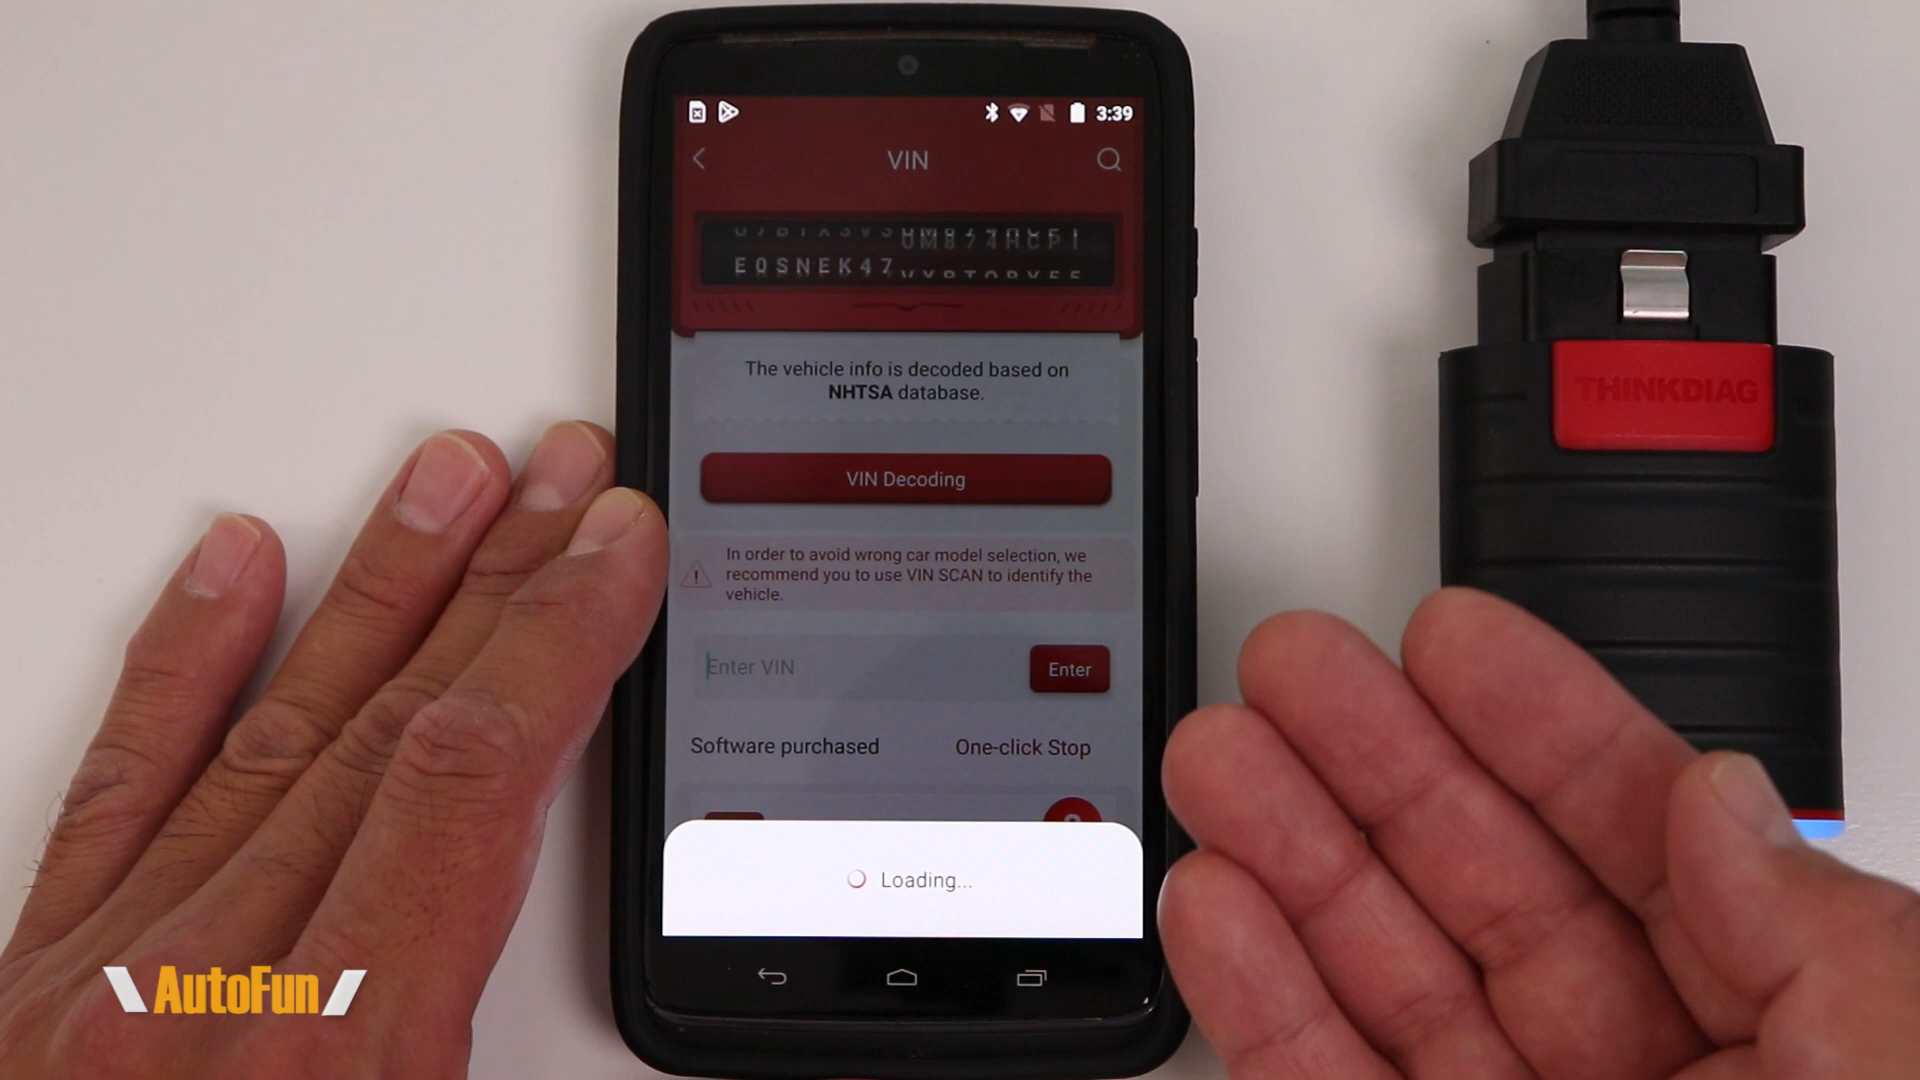 3:39
VIN
0M874HCPI
E0SNEK47
The vehicle info is decoded based on
NHTSA database.
VIN Decoding
In order to avoid wrong car model selection, we
recommend you to use VIN SCAN to identify the
vehicle.
Enter VIN
Enter
Software purchased
One-click Stop
Loading...
THINKDIAG
AutoFun